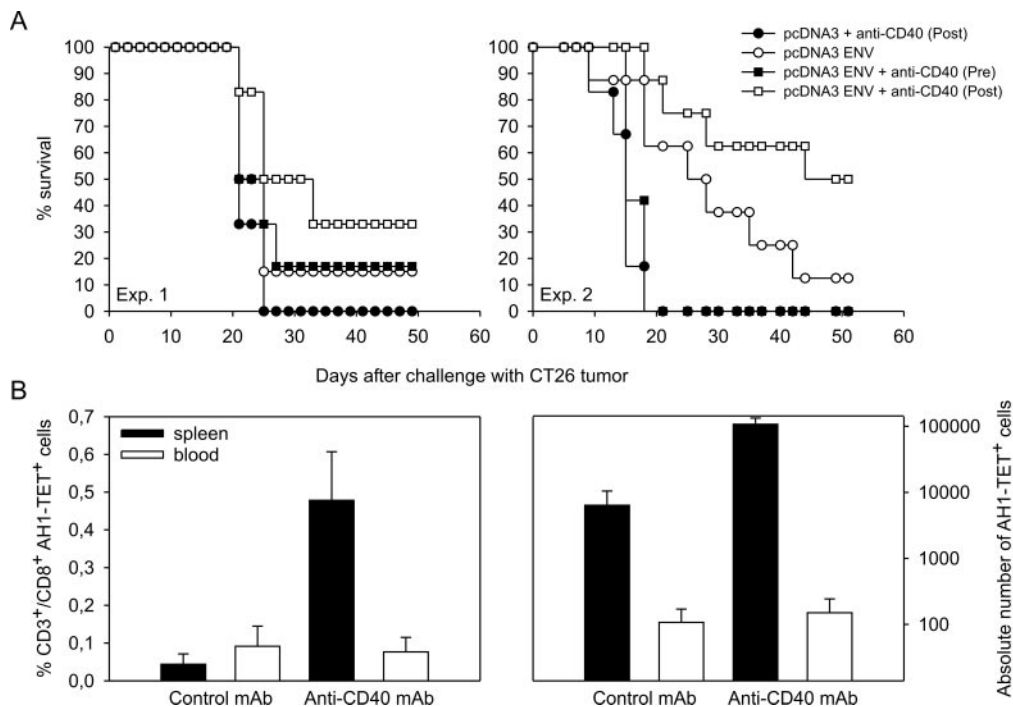 A
% survival
100
90
80
70
60
50
40
30
20
10
0
Exp. 1
0 10 20 30 40 50 60
100
90
80
70
60
50
40
30
20
10
0
Exp. 2
0 10 20 30 40 50 60
pcDNA3 + anti-CD40 (Post)
pcDNA3 ENV
pcDNA3 ENV + anti-CD40 (Pre)
pcDNA3 ENV + anti-CD40 (Post)
Days after challenge with CT26 tumor
B
% CD3+/CD8+ AH1-TET+ cells
0,7
0,6
0,5
0,4
0,3
0,2
0,1
0,0
spleen
blood
Control mAb Anti-CD40 mAb
Control mAb Anti-CD40 mAb
100000
10000
1000
100
Absolute number of AH1-TET+ cells